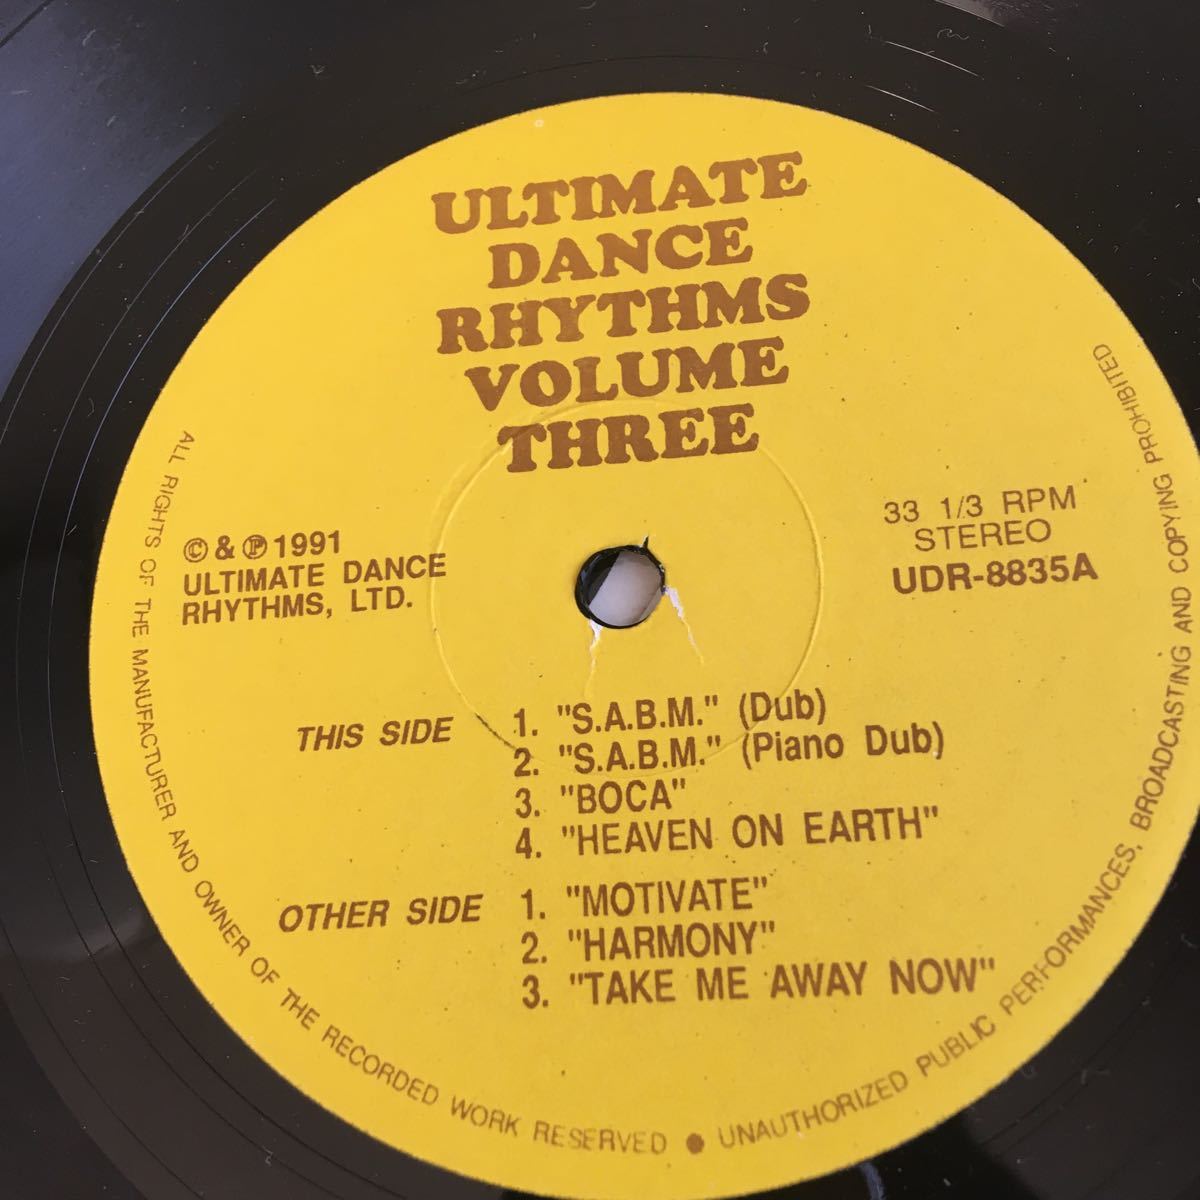 ULTIMATE
DANCE
RHYTHMS
VOLUME
THREE
© & ℗ 1991
ULTIMATE DANCE
RHYTHMS, LTD.
33 1/3 RPM
STEREO
UDR-8835A
THIS SIDE
1. "S.A.B.M." (Dub)
2. "S.A.B.M." (Piano Dub)
3. "BOCA"
4. "HEAVEN ON EARTH"
OTHER SIDE
1. "MOTIVATE"
2. "HARMONY"
3. "TAKE ME AWAY NOW"
ALL RIGHTS OF THE MANUFACTURER AND OWNER OF THE RECORDED WORK RESERVED ● UNAUTHORIZED PUBLIC PERFORMANCES, BROADCASTING AND COPYING PROHIBITED